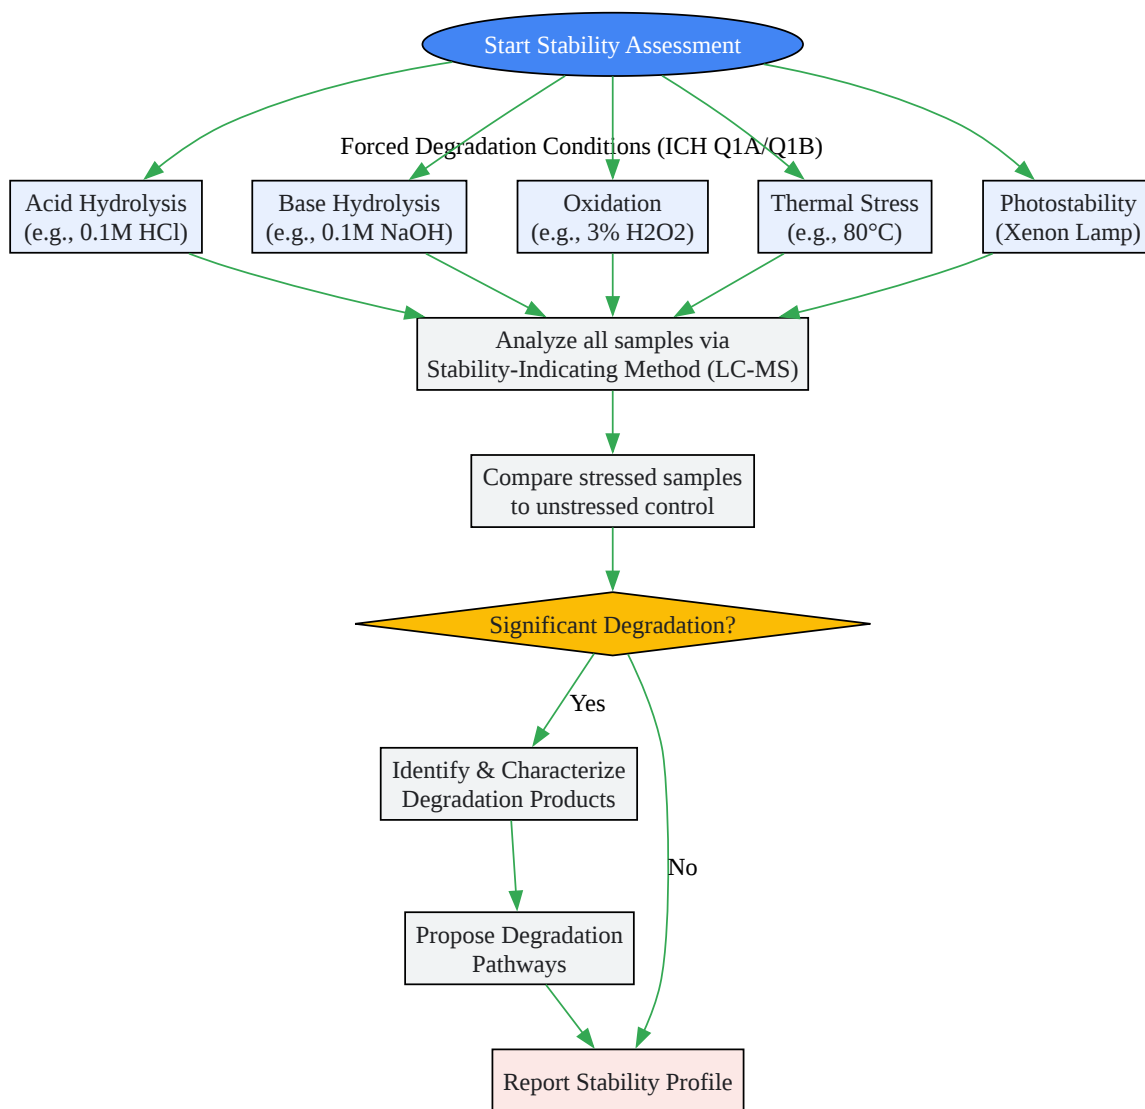 Start Stability Assessment
Forced Degradation Conditions (ICH Q1A/Q1B)
Acid Hydrolysis
(e.g., 0.1M HCl)
Base Hydrolysis
(e.g., 0.1M NaOH)
Oxidation
(e.g., 3% H2O2)
Thermal Stress
(e.g., 80°C)
Photostability
(Xenon Lamp)
Analyze all samples via
Stability-Indicating Method (LC-MS)
Compare stressed samples
to unstressed control
Significant Degradation?
Yes
Identify & Characterize
Degradation Products
No
Propose Degradation
Pathways
Report Stability Profile